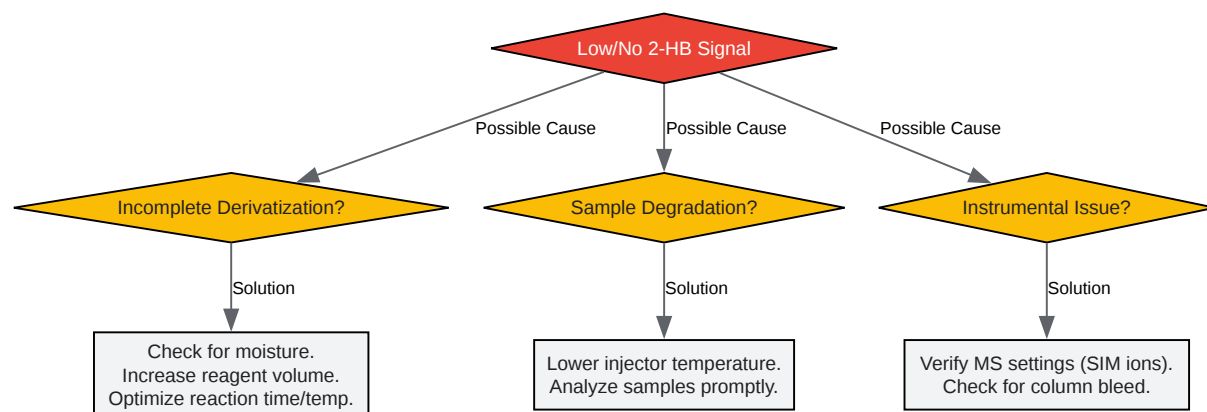 Low/No 2-HB Signal
Possible Cause
Possible Cause
Possible Cause
Incomplete Derivatization?
Sample Degradation?
Instrumental Issue?
Solution
Solution
Solution
Check for moisture.
Increase reagent volume.
Optimize reaction time/temp.
Lower injector temperature.
Analyze samples promptly.
Verify MS settings (SIM ions).
Check for column bleed.